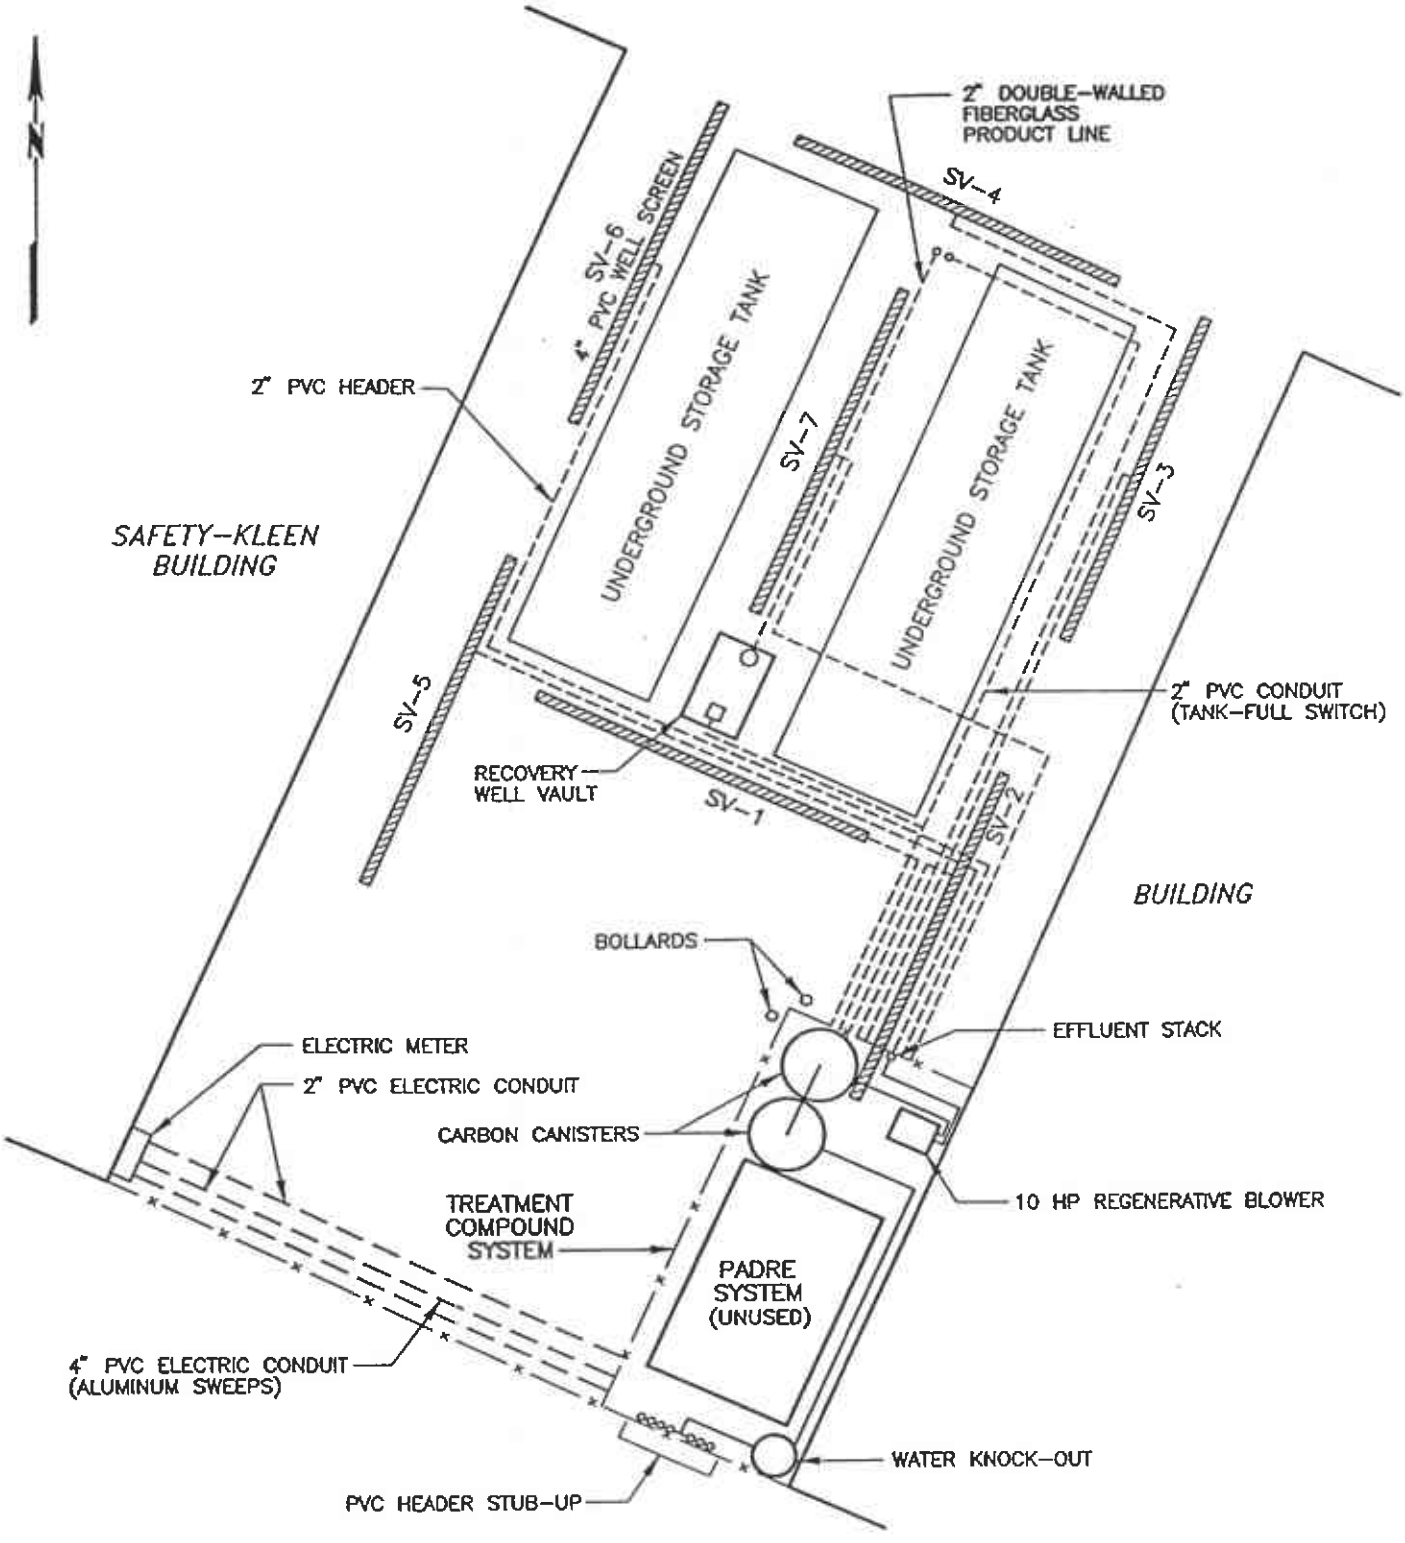 N
2" DOUBLE-WALLED
FIBERGLASS
PRODUCT LINE
SV-4
SV-6
4" PVC WELL SCREEN
UNDERGROUND STORAGE TANK
2" PVC HEADER
SV-7
UNDERGROUND STORAGE TANK
SV-3
SAFETY-KLEEN
BUILDING
SV-5
2" PVC CONDUIT
(TANK-FULL SWITCH)
RECOVERY
WELL VAULT
SV-1
SV-2
BUILDING
BOLLARDS
EFFLUENT STACK
ELECTRIC METER
2" PVC ELECTRIC CONDUIT
CARBON CANISTERS
10 HP REGENERATIVE BLOWER
TREATMENT
COMPOUND
SYSTEM
PADRE
SYSTEM
(UNUSED)
4" PVC ELECTRIC CONDUIT
(ALUMINUM SWEEPS)
WATER KNOCK-OUT
PVC HEADER STUB-UP